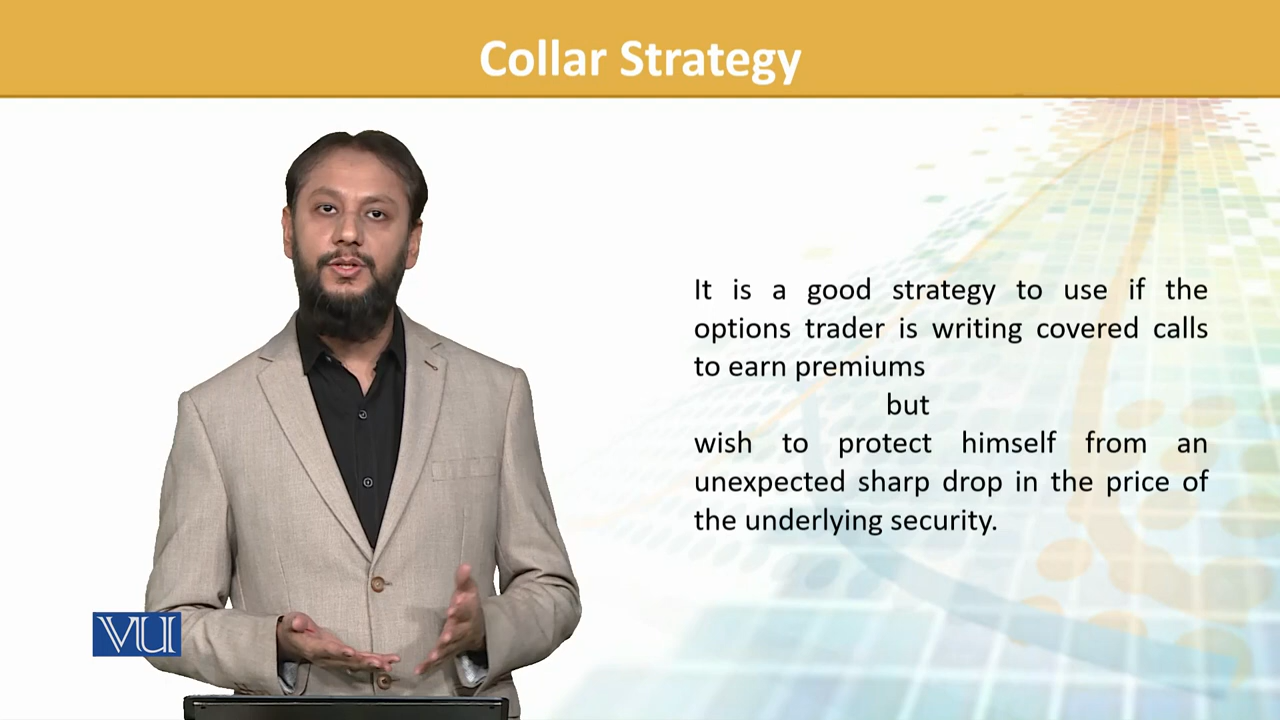 Collar Strategy
It is a good strategy to use if the
options trader is writing covered calls
to earn premiums
but
wish to protect himself from an
unexpected sharp drop in the price of
the underlying security.
VU